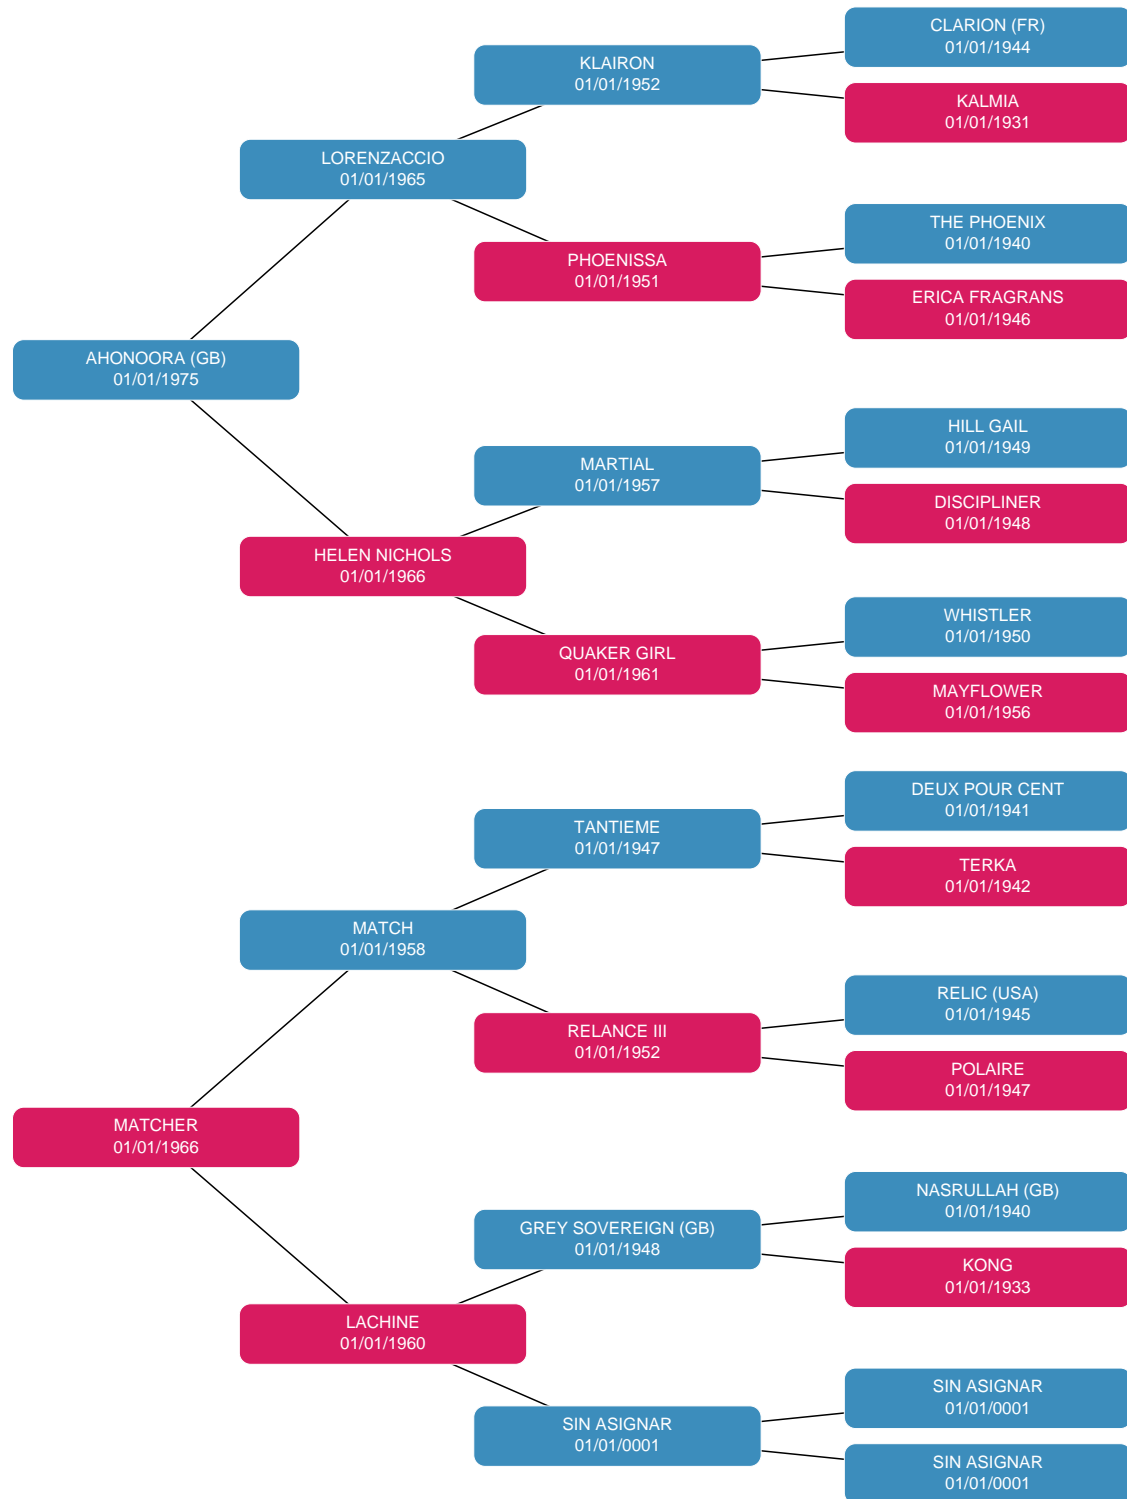 CLARION (FR)
01/01/1944
KLAIRON
01/01/1952
KALMIA
01/01/1931
LORENZACCIO
01/01/1965
THE PHOENIX
01/01/1940
PHOENISSA
01/01/1951
ERICA FRAGRANS
01/01/1946
AHONOORA (GB)
01/01/1975
HILL GAIL
01/01/1949
MARTIAL
01/01/1957
DISCIPLINER
01/01/1948
HELEN NICHOLS
01/01/1966
WHISTLER
01/01/1950
QUAKER GIRL
01/01/1961
MAYFLOWER
01/01/1956
DEUX POUR CENT
01/01/1941
TANTIEME
01/01/1947
TERKA
01/01/1942
MATCH
01/01/1958
RELIC (USA)
01/01/1945
RELANCE III
01/01/1952
POLAIRE
01/01/1947
MATCHER
01/01/1966
NASRULLAH (GB)
01/01/1940
GREY SOVEREIGN (GB)
01/01/1948
KONG
01/01/1933
LACHINE
01/01/1960
SIN ASIGNAR
01/01/0001
SIN ASIGNAR
01/01/0001
SIN ASIGNAR
01/01/0001